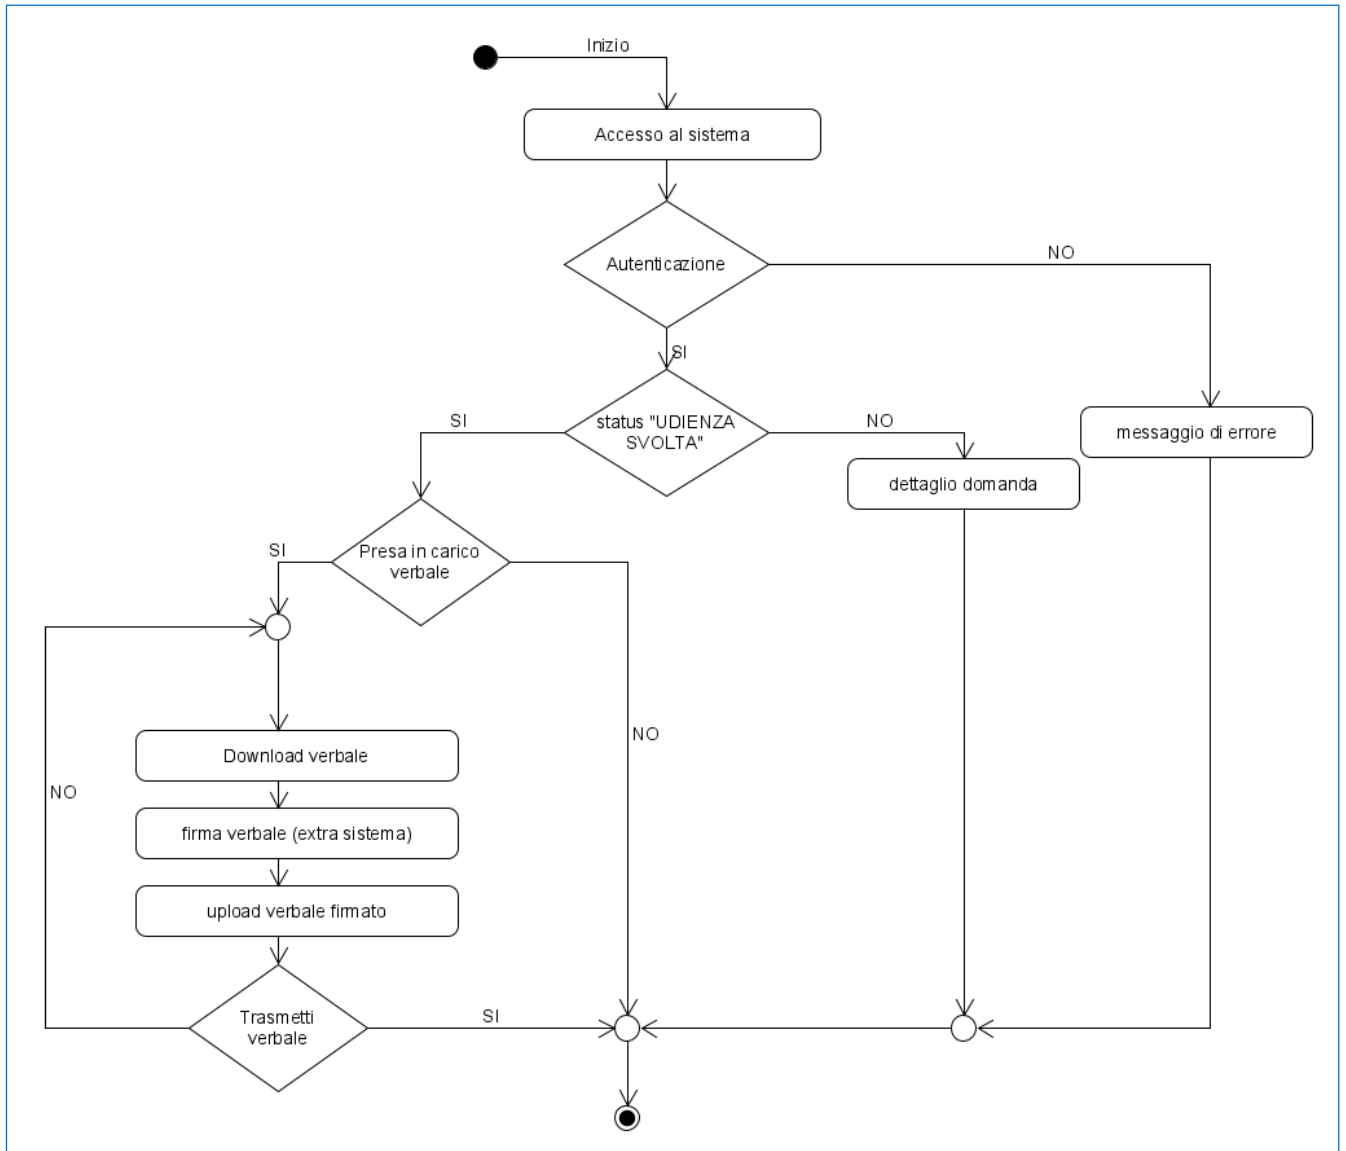 Inizio
Accesso al sistema
Autenticazione
NO
SI
status "UDIENZA
SVOLTA"
SI
NO
messaggio di errore
dettaglio domanda
Presa in carico
verbale
SI
NO
Download verbale
NO
firma verbale (extra sistema)
upload verbale firmato
Trasmetti
verbale
SI